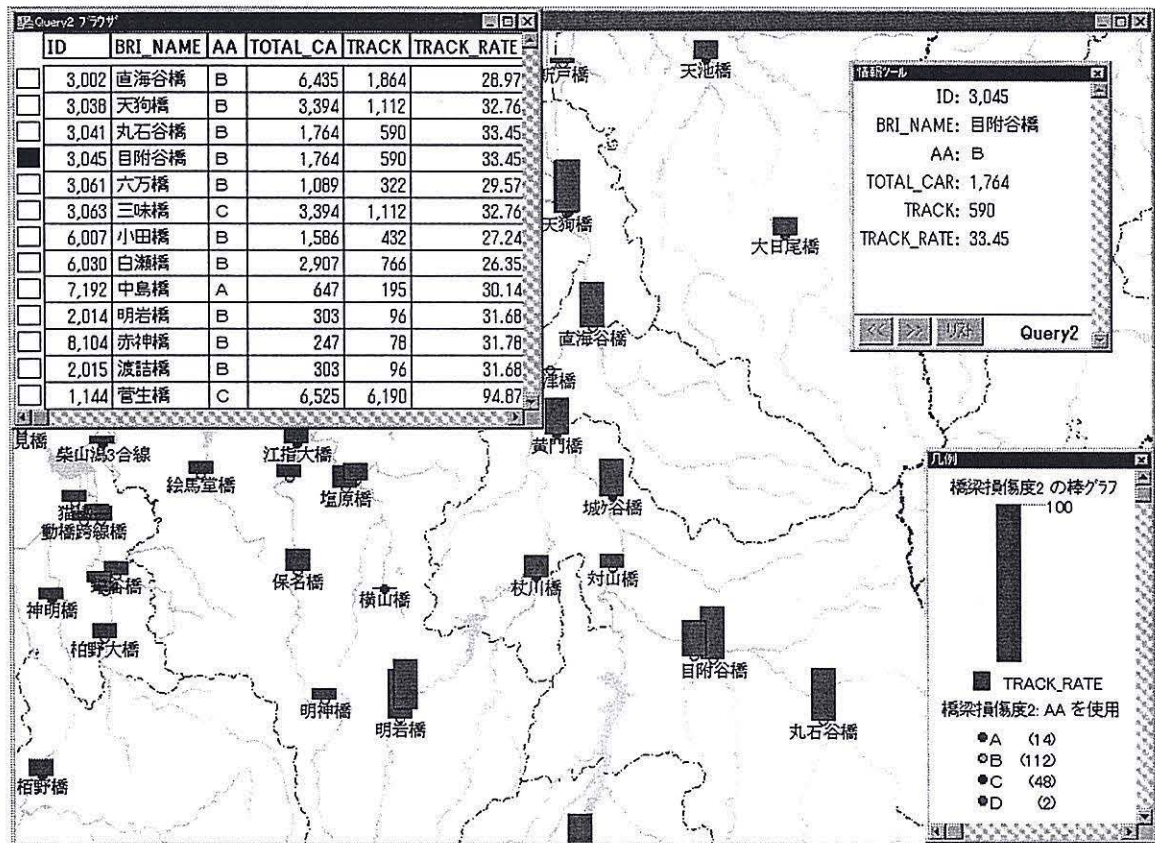 Query2 ブラウザ
ID BRI_NAME AA TOTAL_CA TRACK TRACK_RATE
3,002 直海谷橋 B 6,435 1,864 28.97
3,038 天狗橋 B 3,394 1,112 32.76
3,041 丸石谷橋 B 1,764 590 33.45
3,045 目附谷橋 B 1,764 590 33.45
3,061 六万橋 B 1,089 322 29.57
3,063 三味橋 C 3,394 1,112 32.76
6,007 小田橋 B 1,586 432 27.24
6,030 白瀬橋 B 2,907 766 26.35
7,192 中島橋 A 647 195 30.14
2,014 明岩橋 B 303 96 31.68
8,104 赤神橋 B 247 78 31.78
2,015 渡詰橋 B 303 96 31.68
1,144 菅生橋 C 6,525 6,190 94.87
天池橋
天狗橋
大日尾橋
直海谷橋
津橋
黄門橋
情報ツール
ID: 3,045
BRI_NAME: 目附谷橋
AA: B
TOTAL_CAR: 1,764
TRACK: 590
TRACK_RATE: 33.45
<< >> リスト Query2
見橋
柴山潟3合線
江指大橋
絵馬堂橋
塩原橋
城ケ谷橋
動橋跨線橋
保名橋
横山橋
杖川橋
対山橋
神明橋
柏野大橋
目附谷橋
明神橋
明岩橋
丸石谷橋
栢野橋
凡例
橋梁損傷度2 の棒グラフ
100
TRACK_RATE
橋梁損傷度2: AA を使用
A (14)
B (112)
C (48)
D (2)